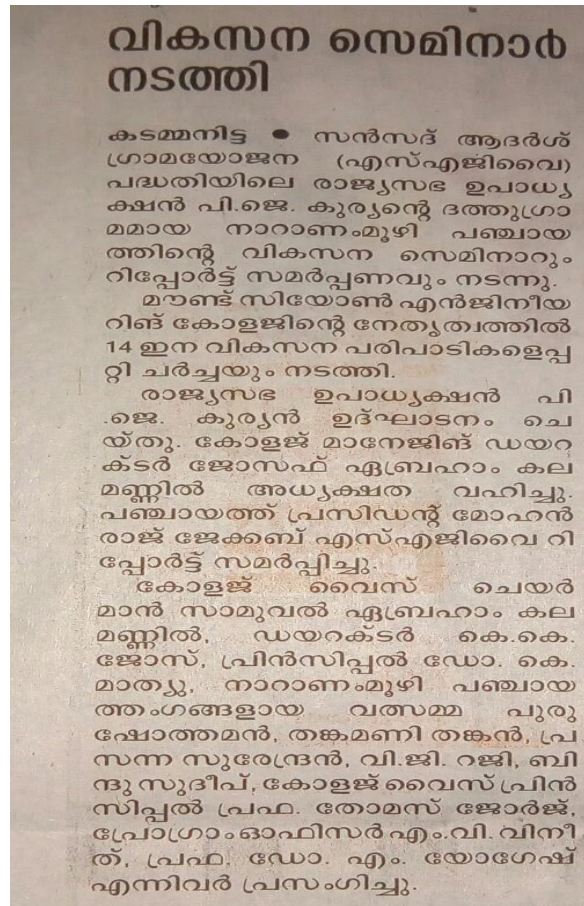 വികസന സെമിനാർ
നടത്തി
കടമ്മനിട്ട ● സൻസദ് ആദർശ്
ഗ്രാമയോജന (എസ്എജിവൈ)
പദ്ധതിയിലെ രാജ്യസഭ ഉപാധ്യ
ക്ഷൻ പി.ജെ. കുര്യന്റെ ദത്തുഗ്രാ
മമായ നാറാണംമൂഴി പഞ്ചായ
ത്തിന്റെ വികസന സെമിനാറും
റിപ്പോർട്ട് സമർപ്പണവും നടന്നു.
മൗണ്ട് സിയോൺ എൻജിനീയ
റിങ് കോളജിന്റെ നേതൃത്വത്തിൽ
14 ഇന വികസന പരിപാടികളെപ്പ
റ്റി ചർച്ചയും നടത്തി.
രാജ്യസഭ ഉപാധ്യക്ഷൻ പി
.ജെ. കുര്യൻ ഉദ്ഘാടനം ചെ
യ്തു. കോളജ് മാനേജിങ് ഡയറ
ക്ടർ ജോസഫ് ഏബ്രഹാം കല
മണ്ണിൽ അധ്യക്ഷത വഹിച്ചു.
പഞ്ചായത്ത് പ്രസിഡന്റ് മോഹൻ
രാജ് ജേക്കബ് എസ്എജിവൈ റി
പ്പോർട്ട് സമർപ്പിച്ചു.
കോളജ് വൈസ് ചെയർ
മാൻ സാമുവൽ ഏബ്രഹാം കല
മണ്ണിൽ, ഡയറക്ടർ കെ.കെ.
ജോസ്, പ്രിൻസിപ്പൽ ഡോ. കെ.
മാത്യു, നാറാണംമൂഴി പഞ്ചായ
ത്തംഗങ്ങളായ വത്സമ്മ പുരു
ഷോത്തമൻ, തങ്കമണി തങ്കൻ, പ്ര
സന്ന സുരേന്ദ്രൻ, വി.ജി. റജി, ബി
ന്ദു സുദീപ്, കോളജ് വൈസ് പ്രിൻ
സിപ്പൽ പ്രഫ. തോമസ് ജോർജ്,
പ്രോഗ്രാം ഓഫിസർ എം.വി. വിനീ
ത്, പ്രഫ. ഡോ. എം. യോഗേഷ്
എന്നിവർ പ്രസംഗിച്ചു.